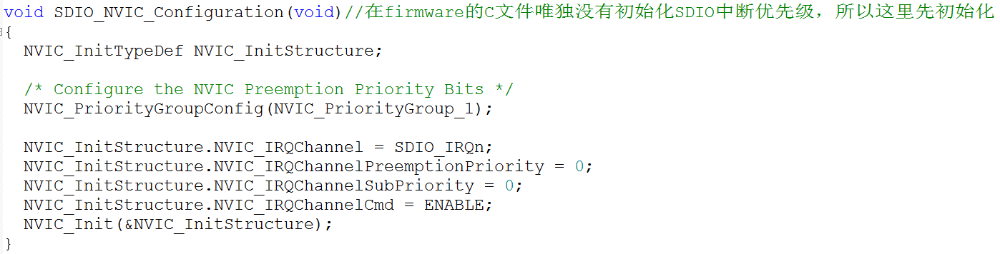 void SDIO_NVIC_Configuration(void)//在firmware的C文件唯独没有初始化SDIO中断优先级，所以这里先初始化
{
  NVIC_InitTypeDef NVIC_InitStructure;

  /* Configure the NVIC Preemption Priority Bits */
  NVIC_PriorityGroupConfig(NVIC_PriorityGroup_1);

  NVIC_InitStructure.NVIC_IRQChannel = SDIO_IRQn;
  NVIC_InitStructure.NVIC_IRQChannelPreemptionPriority = 0;
  NVIC_InitStructure.NVIC_IRQChannelSubPriority = 0;
  NVIC_InitStructure.NVIC_IRQChannelCmd = ENABLE;
  NVIC_Init(&NVIC_InitStructure);
}